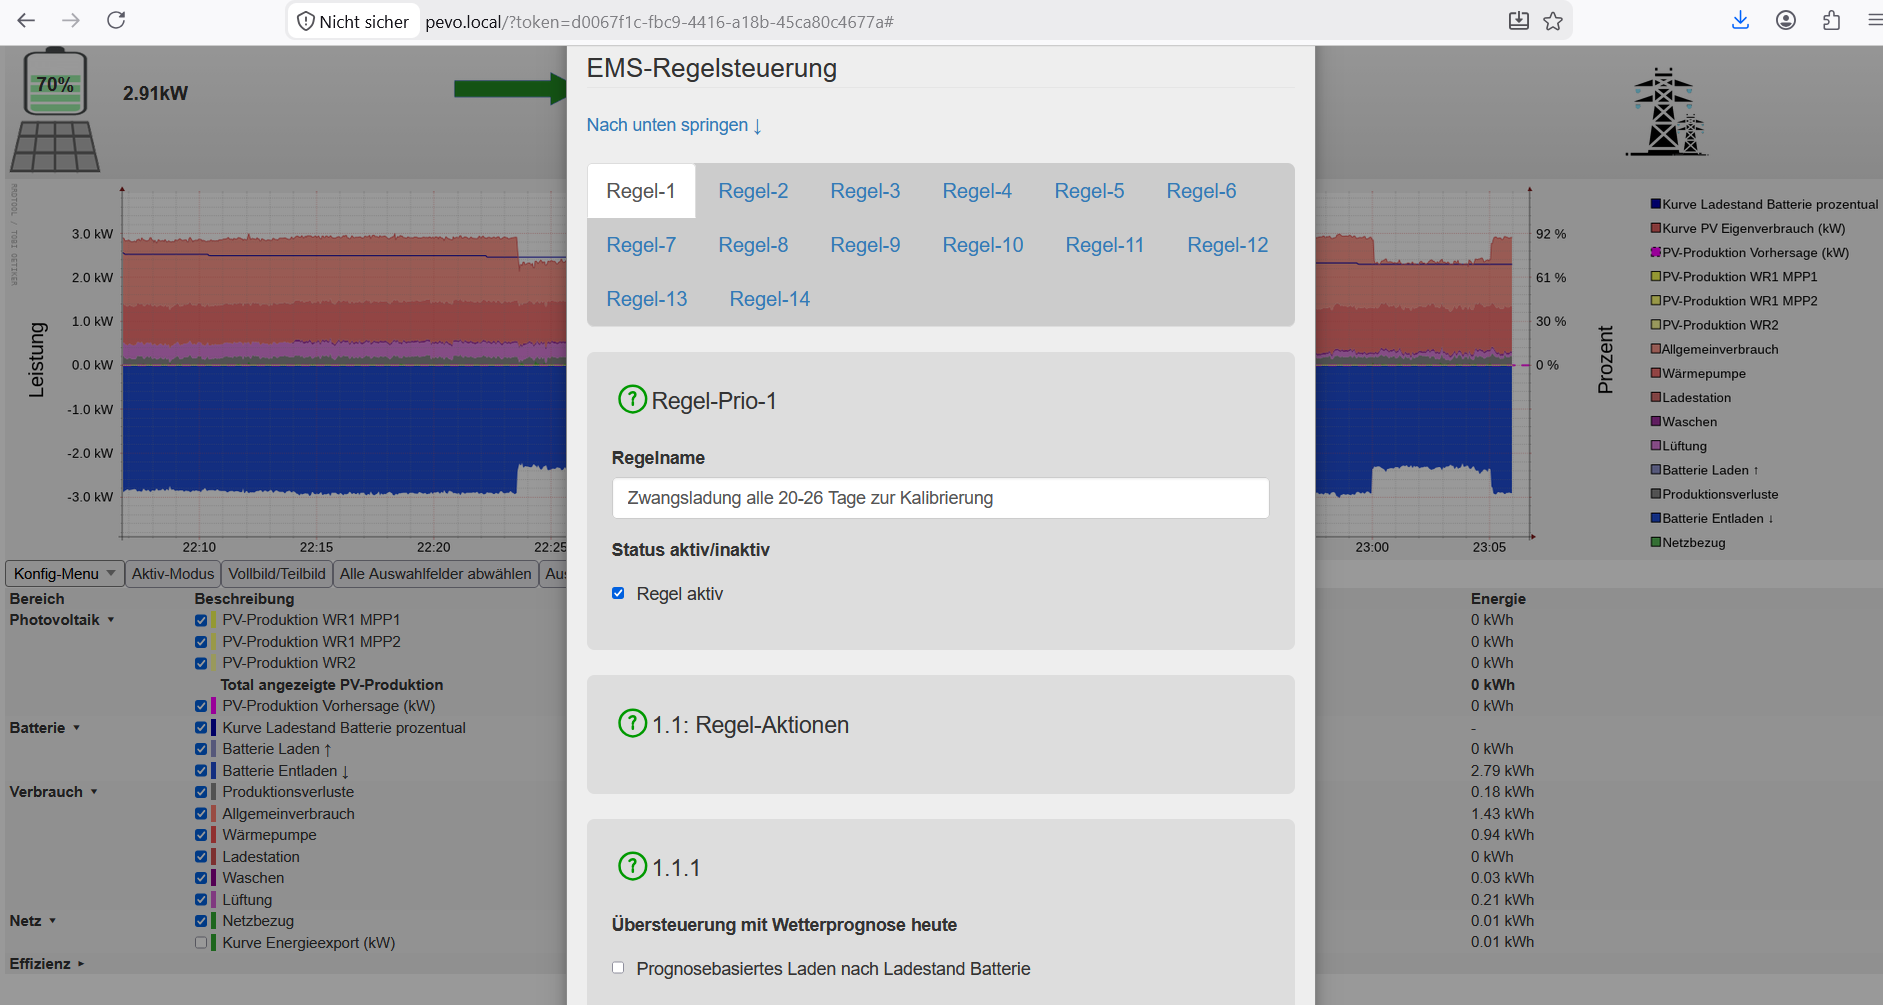 Nicht sicher pevo.local/?token=d0067f1c-fbc9-4416-a18b-45ca80c4677a#
70%
2.91kW
EMS-Regelsteuerung
Nach unten springen ↓
Regel-1 Regel-2 Regel-3 Regel-4 Regel-5 Regel-6
Regel-7 Regel-8 Regel-9 Regel-10 Regel-11 Regel-12
Regel-13 Regel-14
? Regel-Prio-1
Regelname
Zwangsladung alle 20-26 Tage zur Kalibrierung
Status aktiv/inaktiv
Regel aktiv
? 1.1: Regel-Aktionen
? 1.1.1
Übersteuerung mit Wetterprognose heute
Prognosebasiertes Laden nach Ladestand Batterie
RRDTOOL / TOBI OETIKER
Leistung
3.0 kW
2.0 kW
1.0 kW
0.0 kW
-1.0 kW
-2.0 kW
-3.0 kW
22:10 22:15 22:20 22:25 23:00 23:05
92 %
61 %
30 %
0 %
Prozent
Kurve Ladestand Batterie prozentual
Kurve PV Eigenverbrauch (kW)
PV-Produktion Vorhersage (kW)
PV-Produktion WR1 MPP1
PV-Produktion WR1 MPP2
PV-Produktion WR2
Allgemeinverbrauch
Wärmepumpe
Ladestation
Waschen
Lüftung
Batterie Laden ↑
Produktionsverluste
Batterie Entladen ↓
Netzbezug
Konfig-Menu Aktiv-Modus Vollbild/Teilbild Alle Auswahlfelder abwählen
Bereich Beschreibung Energie
Photovoltaik PV-Produktion WR1 MPP1 0 kWh
PV-Produktion WR1 MPP2 0 kWh
PV-Produktion WR2 0 kWh
Total angezeigte PV-Produktion 0 kWh
PV-Produktion Vorhersage (kW) 0 kWh
Batterie Kurve Ladestand Batterie prozentual -
Batterie Laden ↑ 0 kWh
Batterie Entladen ↓ 2.79 kWh
Verbrauch Produktionsverluste 0.18 kWh
Allgemeinverbrauch 1.43 kWh
Wärmepumpe 0.94 kWh
Ladestation 0 kWh
Waschen 0.03 kWh
Lüftung 0.21 kWh
Netz Netzbezug 0.01 kWh
Kurve Energieexport (kW) 0.01 kWh
Effizienz